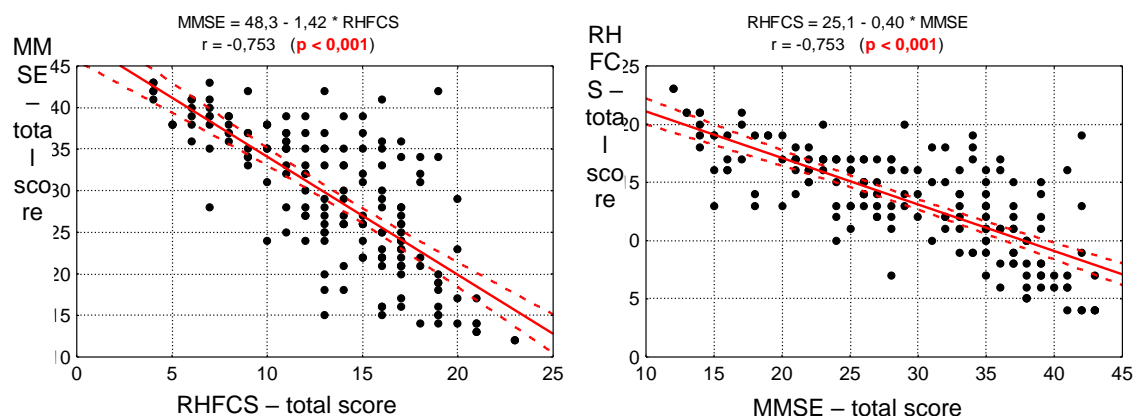 MMSE = 48,3 - 1,42 * RHFCS
r = -0,753 (p < 0,001)
MM
SE –
tota
l
sco
re
45
40
35
30
25
20
15
10
0 5 10 15 20 25
RHFCS – total score
RHFCS = 25,1 - 0,40 * MMSE
r = -0,753 (p < 0,001)
RH
FC
S –
tota
l
sco
re
25
20
15
10
5
0
10 15 20 25 30 35 40 45
MMSE – total score